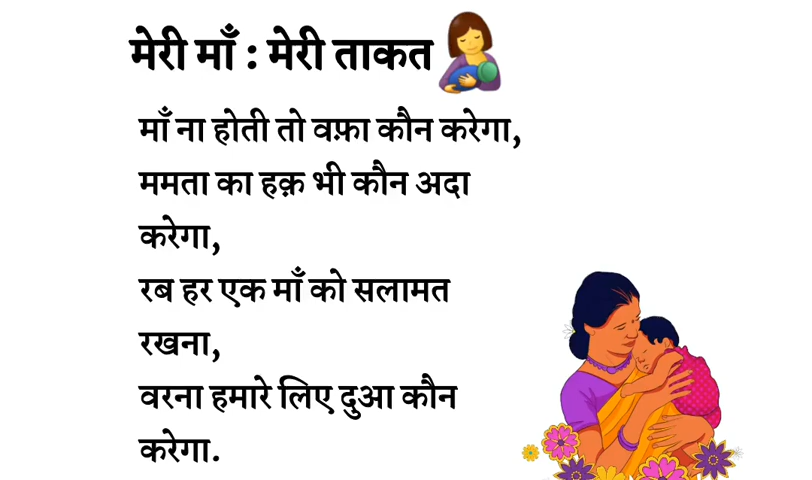 मेरी माँ : मेरी ताकत
माँ ना होती तो वफ़ा कौन करेगा,
ममता का हक़ भी कौन अदा
करेगा,
रब हर एक माँ को सलामत
रखना,
वरना हमारे लिए दुआ कौन
करेगा.